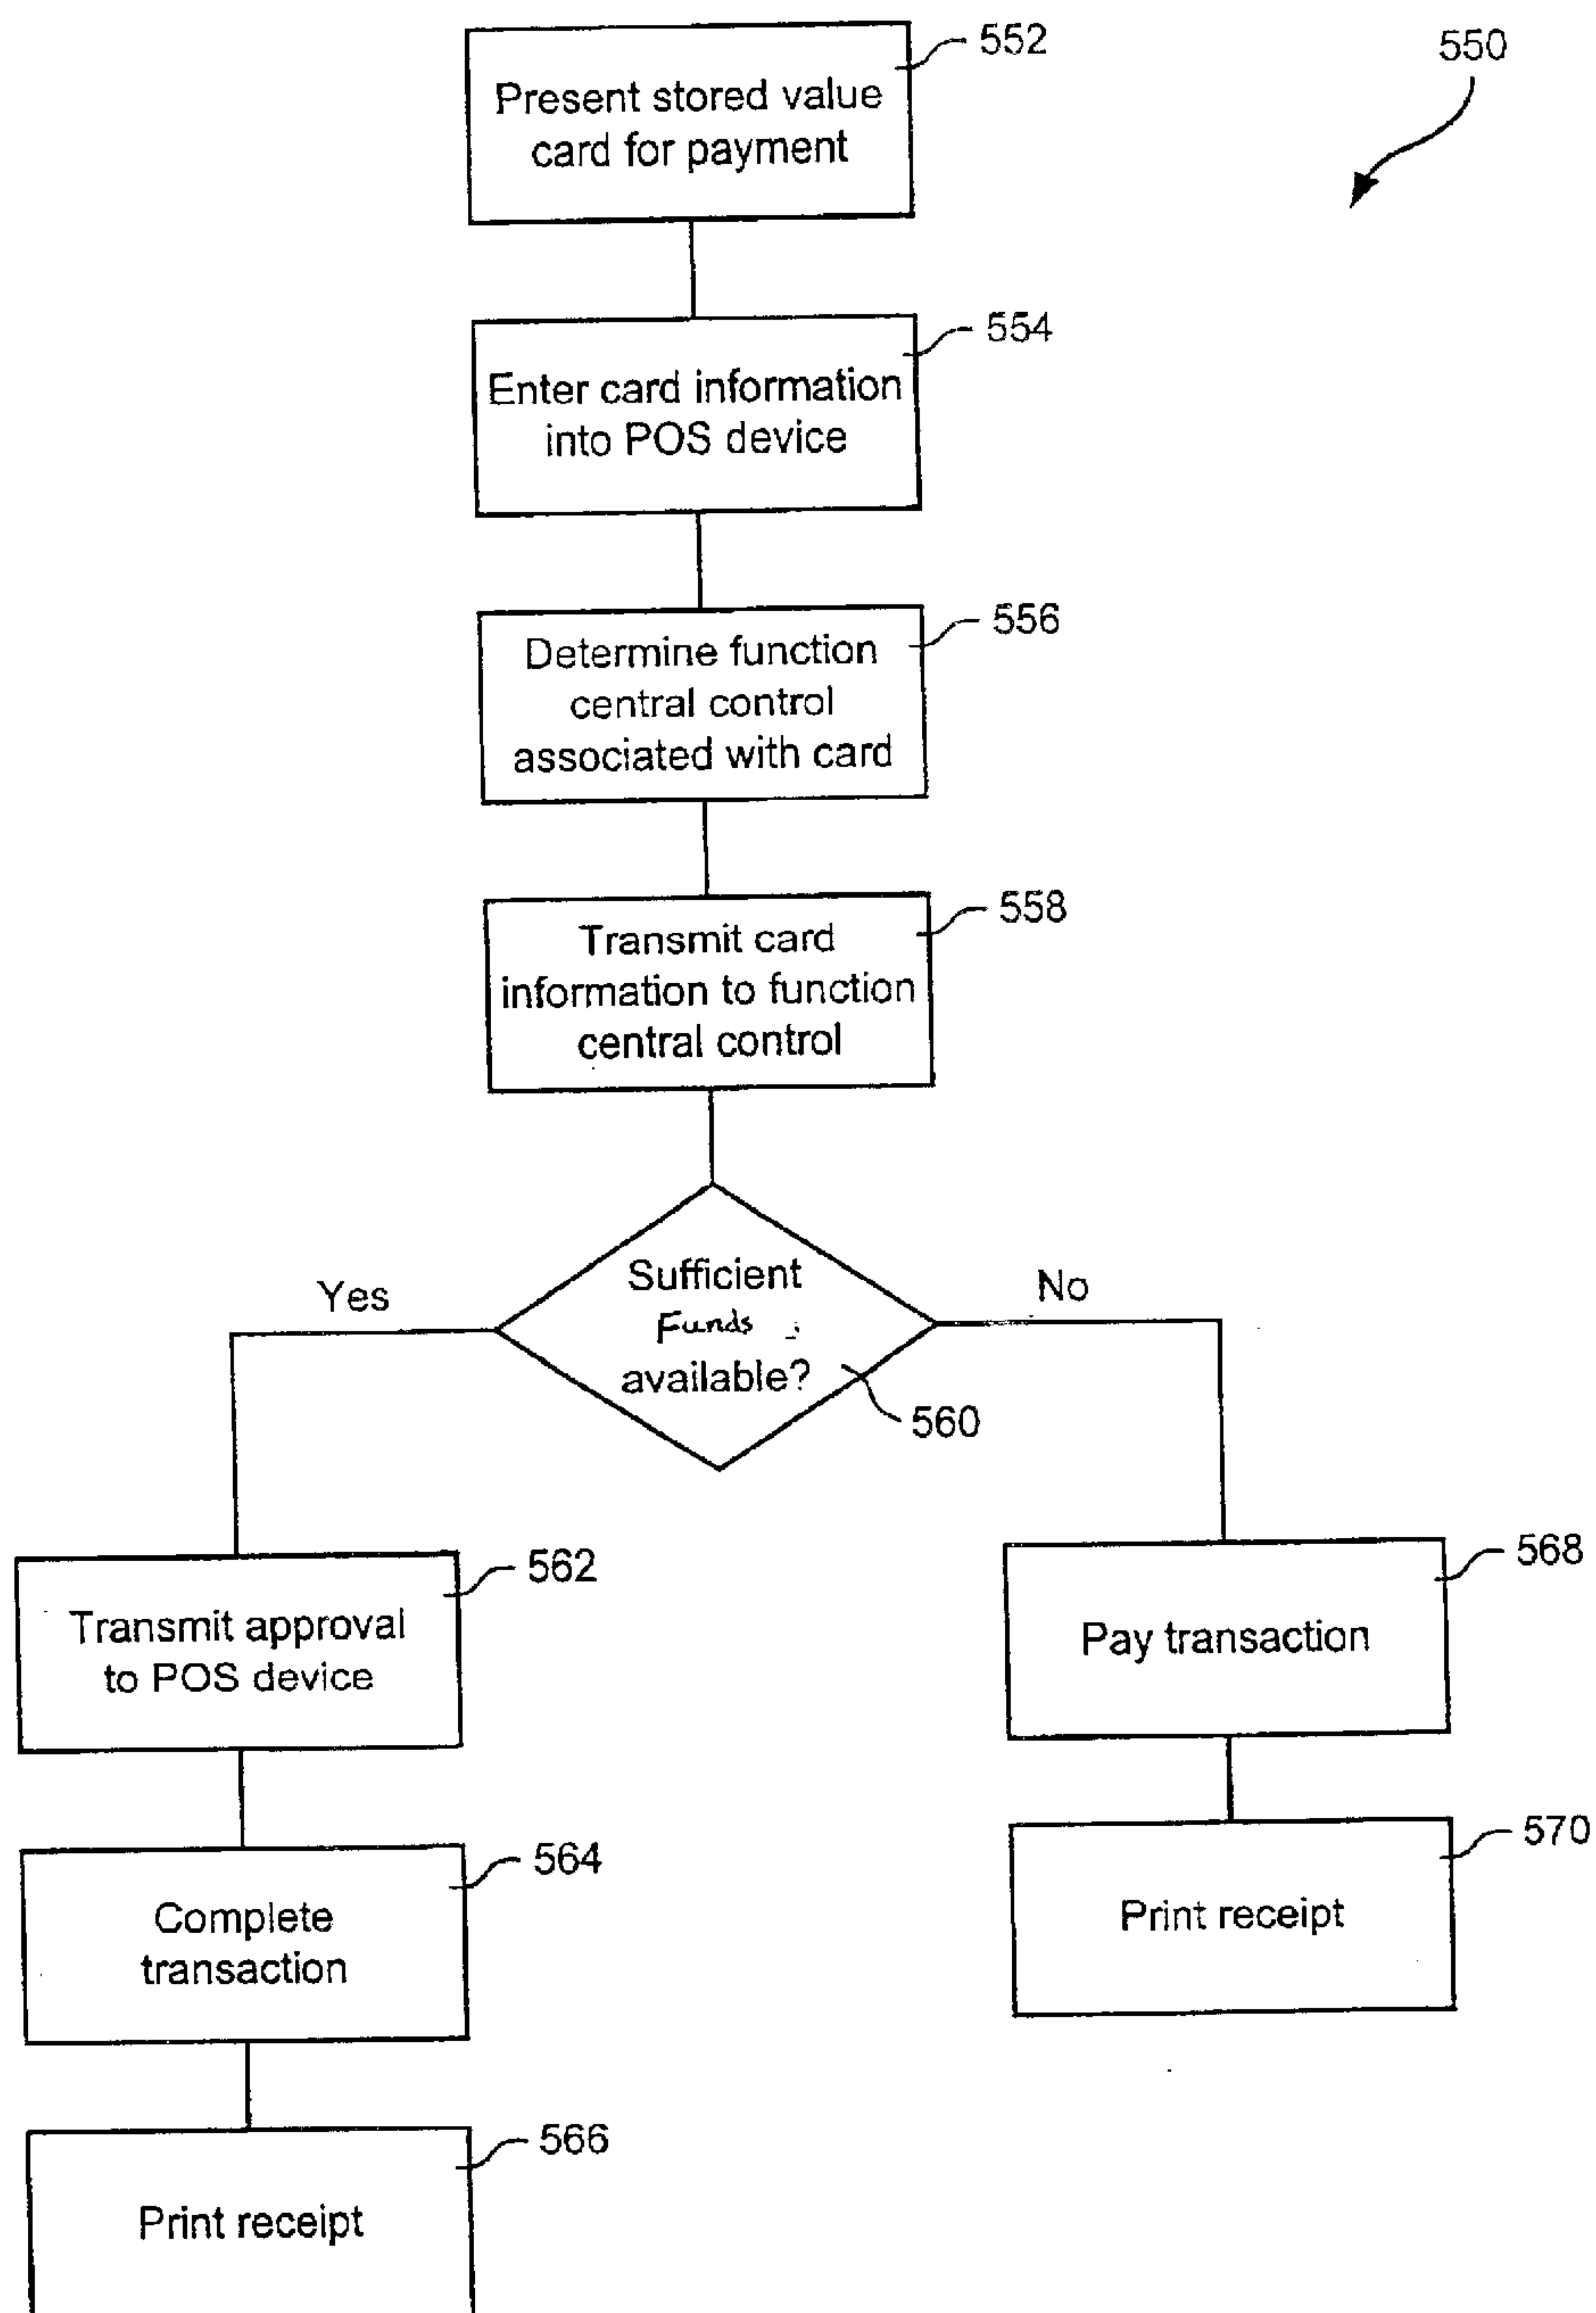 552
550
Present stored value
card for payment
554
Enter card information
into POS device
556
Determine function
central control
associated with card
558
Transmit card
information to function
central control
Yes
No
Sufficient
Funds
available?
560
562
Transmit approval
to POS device
568
Pay transaction
564
Complete
transaction
570
Print receipt
566
Print receipt